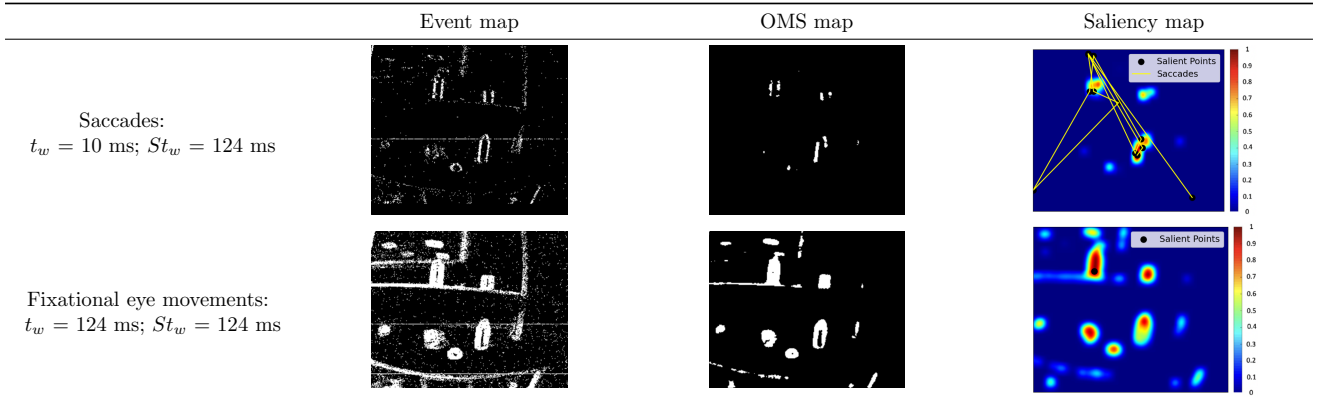 Event map OMS map Saliency map
Saccades:
t_w = 10 ms; St_w = 124 ms
Salient Points
Saccades
1
0.9
0.8
0.7
0.6
0.5
0.4
0.3
0.2
0.1
0
Fixational eye movements:
t_w = 124 ms; St_w = 124 ms
Salient Points
1
0.9
0.8
0.7
0.6
0.5
0.4
0.3
0.2
0.1
0